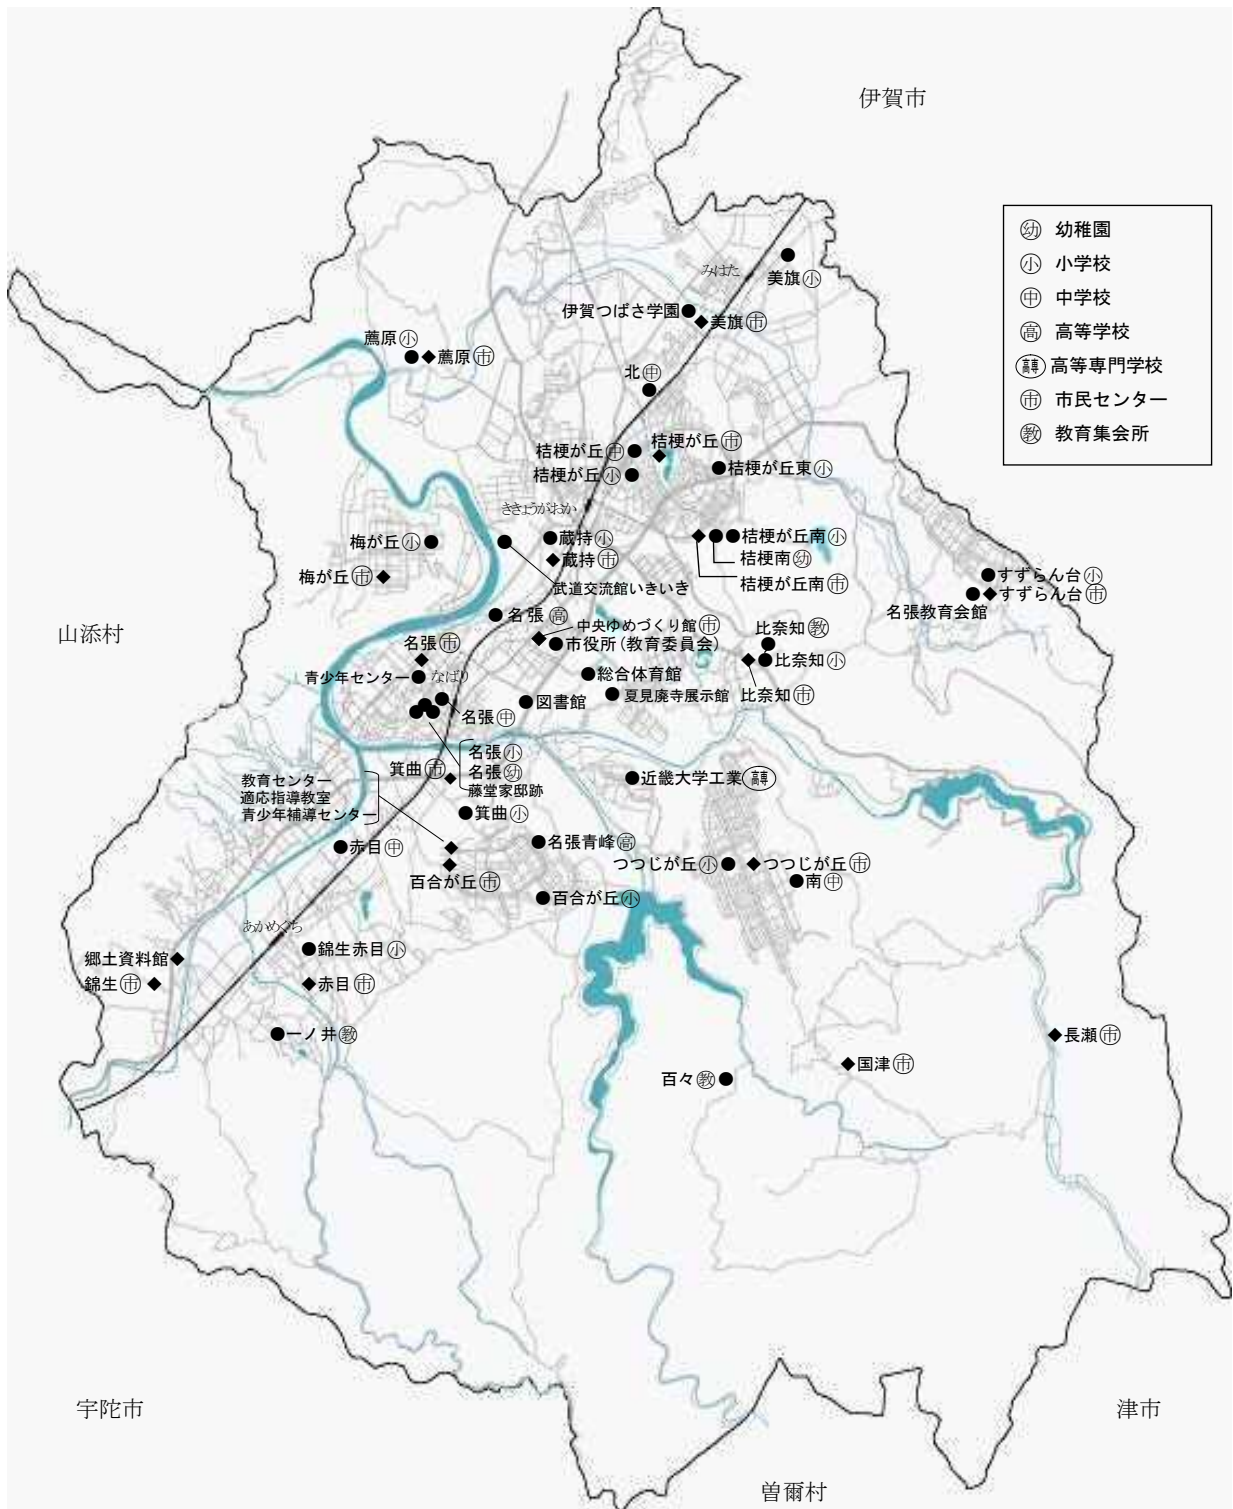 伊賀市
㊙ 幼稚園
小 小学校
中 中学校
高 高等学校
高専 高等専門学校
市 市民センター
教 教育集会所
みはた
美旗 小
伊賀つばさ学園
美旗 市
薦原 小
薦原 市
北 中
桔梗が丘 市
桔梗が丘 中
桔梗が丘 小
桔梗が丘東 小
ききょうがおか
蔵持 小
蔵持 市
桔梗が丘南 小
桔梗南 幼
桔梗が丘南 市
梅が丘 小
梅が丘 市
武道交流館いきいき
すずらん台 小
すずらん台 市
名張教育会館
山添村
名張 高
中央ゆめづくり館 市
市役所(教育委員会)
比奈知 教
比奈知 小
比奈知 市
名張 市
青少年センター
なばり
総合体育館
夏見廃寺展示館
図書館
名張 中
名張 小
名張 幼
藤堂家邸跡
箕曲 市
教育センター
適応指導教室
青少年補導センター
近畿大学工業 高専
箕曲 小
赤目 中
名張青峰 高
百合が丘 市
百合が丘 小
つつじが丘 小
つつじが丘 市
南 中
あかめぐち
錦生赤目 小
郷土資料館
錦生 市
赤目 市
一ノ井 教
長瀬 市
国津 市
百々 教
宇陀市
津市
曽爾村